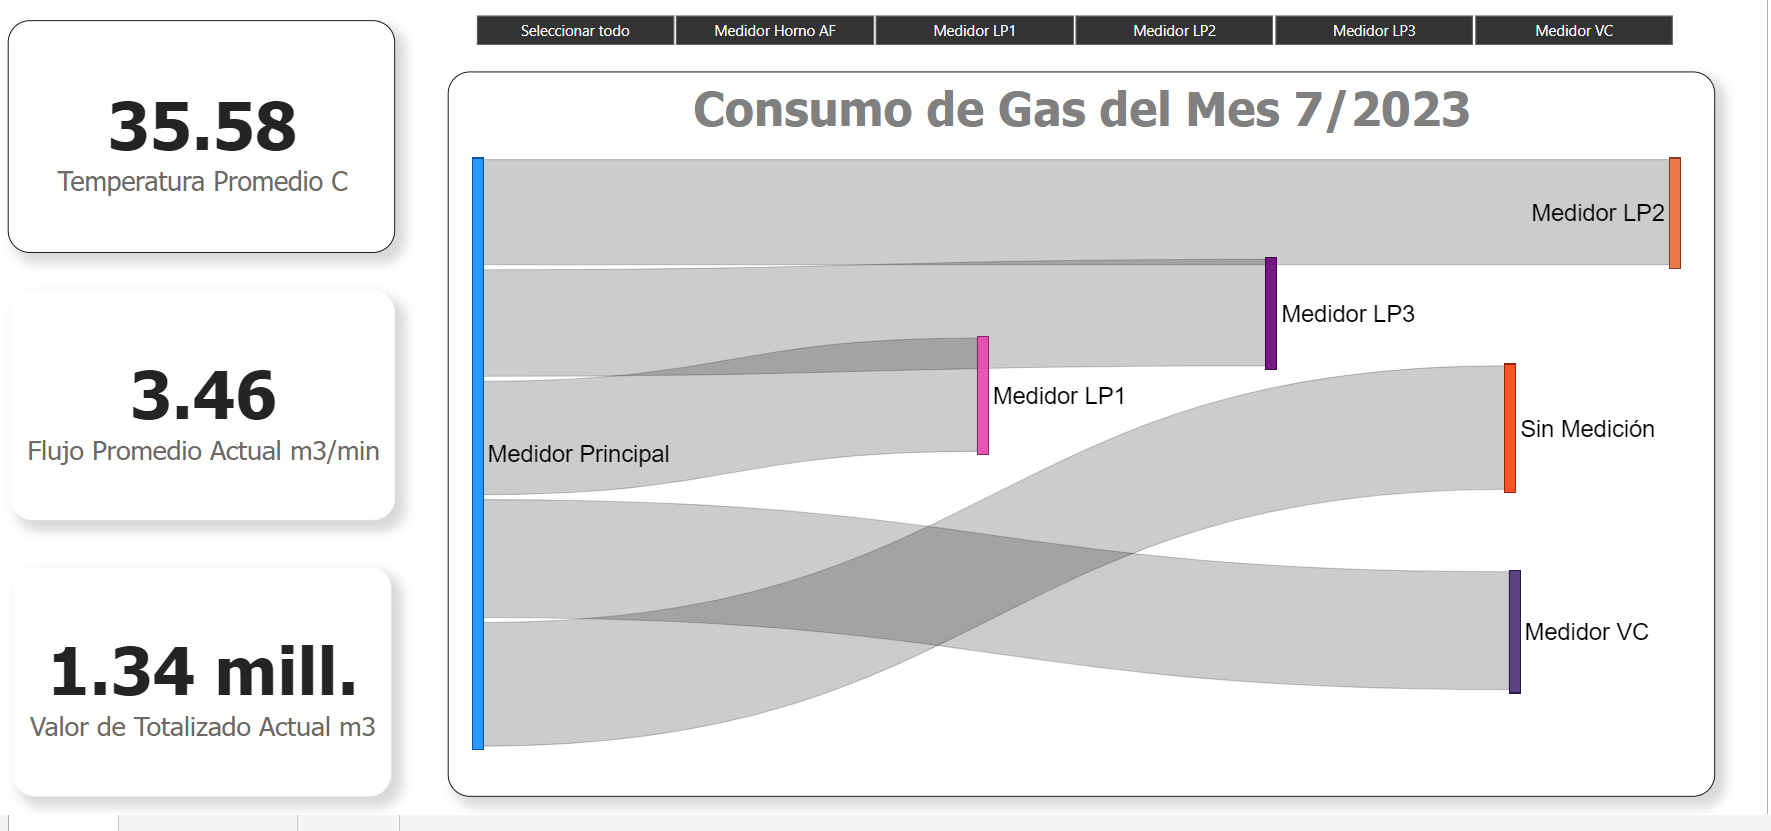 Seleccionar todo
Medidor Horno AF
Medidor LP1
Medidor LP2
Medidor LP3
Medidor VC
35.58
Temperatura Promedio C
3.46
Flujo Promedio Actual m3/min
1.34 mill.
Valor de Totalizado Actual m3
Consumo de Gas del Mes 7/2023
Medidor LP2
Medidor LP3
Medidor LP1
Sin Medición
Medidor Principal
Medidor VC